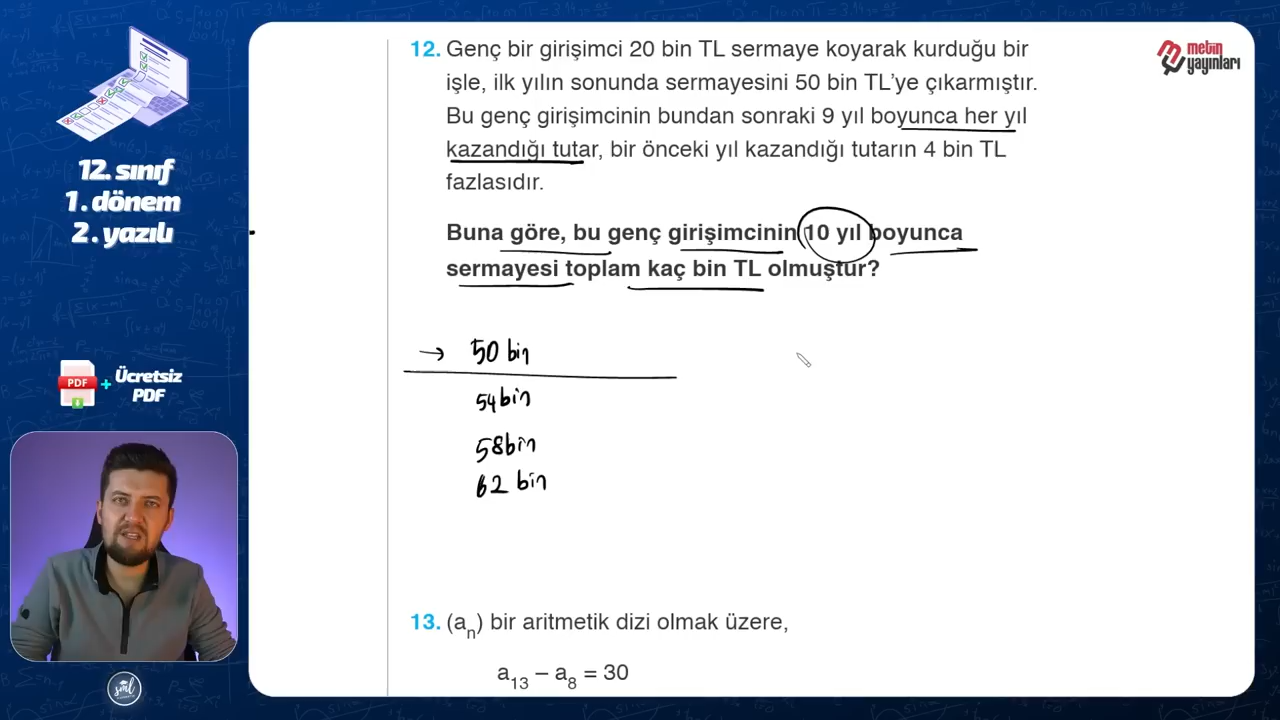 12. sınıf
1. dönem
2. yazılı
PDF
+
Ücretsiz
PDF
sml
metin
yayınları
12. Genç bir girişimci 20 bin TL sermaye koyarak kurduğu bir
işle, ilk yılın sonunda sermayesini 50 bin TL'ye çıkarmıştır.
Bu genç girişimcinin bundan sonraki 9 yıl boyunca her yıl
kazandığı tutar, bir önceki yıl kazandığı tutarın 4 bin TL
fazlasıdır.
Buna göre, bu genç girişimcinin 10 yıl boyunca
sermayesi toplam kaç bin TL olmuştur?
→ 50 bin
54 bin
58 bin
62 bin
13. (aₙ) bir aritmetik dizi olmak üzere,
a₁₃ – a₈ = 30